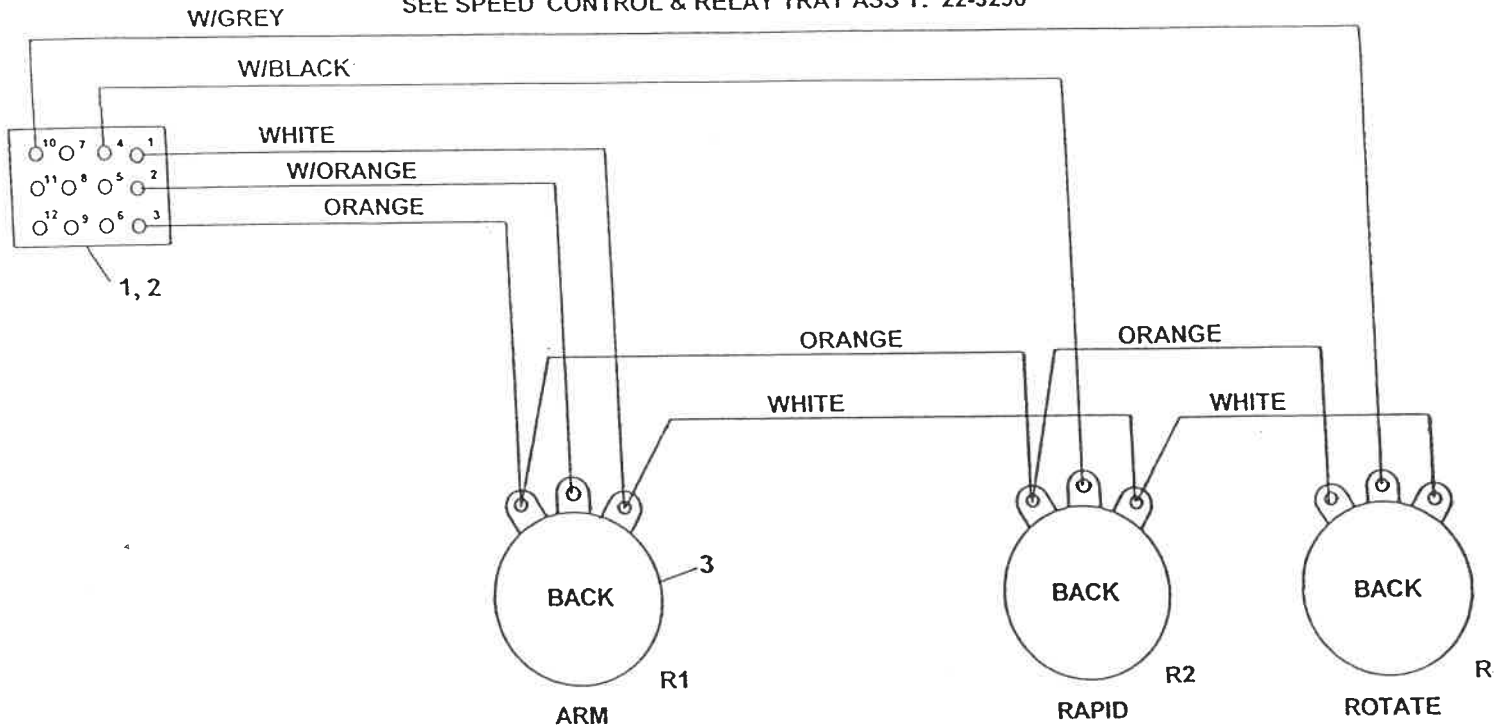 SEE SPEED CONTROL & RELAY TRAY ASS'Y. 22-3296
W/GREY
W/BLACK
WHITE
W/ORANGE
ORANGE
10 7 4 1
11 8 5 2
12 9 6 3
1, 2
ORANGE
ORANGE
WHITE
WHITE
3
BACK
BACK
BACK
R1
R2
R
ARM
RAPID
ROTATE